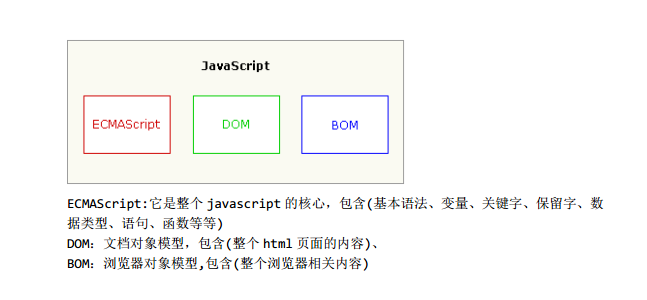 JavaScript
ECMAScript
DOM
BOM
ECMAScript:它是整个 javascript 的核心，包含(基本语法、变量、关键字、保留字、数
据类型、语句、函数等等)
DOM：文档对象模型，包含(整个 html 页面的内容)、
BOM：浏览器对象模型,包含(整个浏览器相关内容)